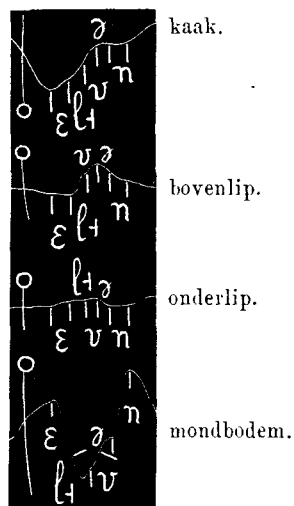 ə
kaak.
ɛ l t v n
v ə
bovenlip.
ɛ l t n
l t ə
onderlip.
ɛ v n
n
ɛ ə
mondbodem.
l t v